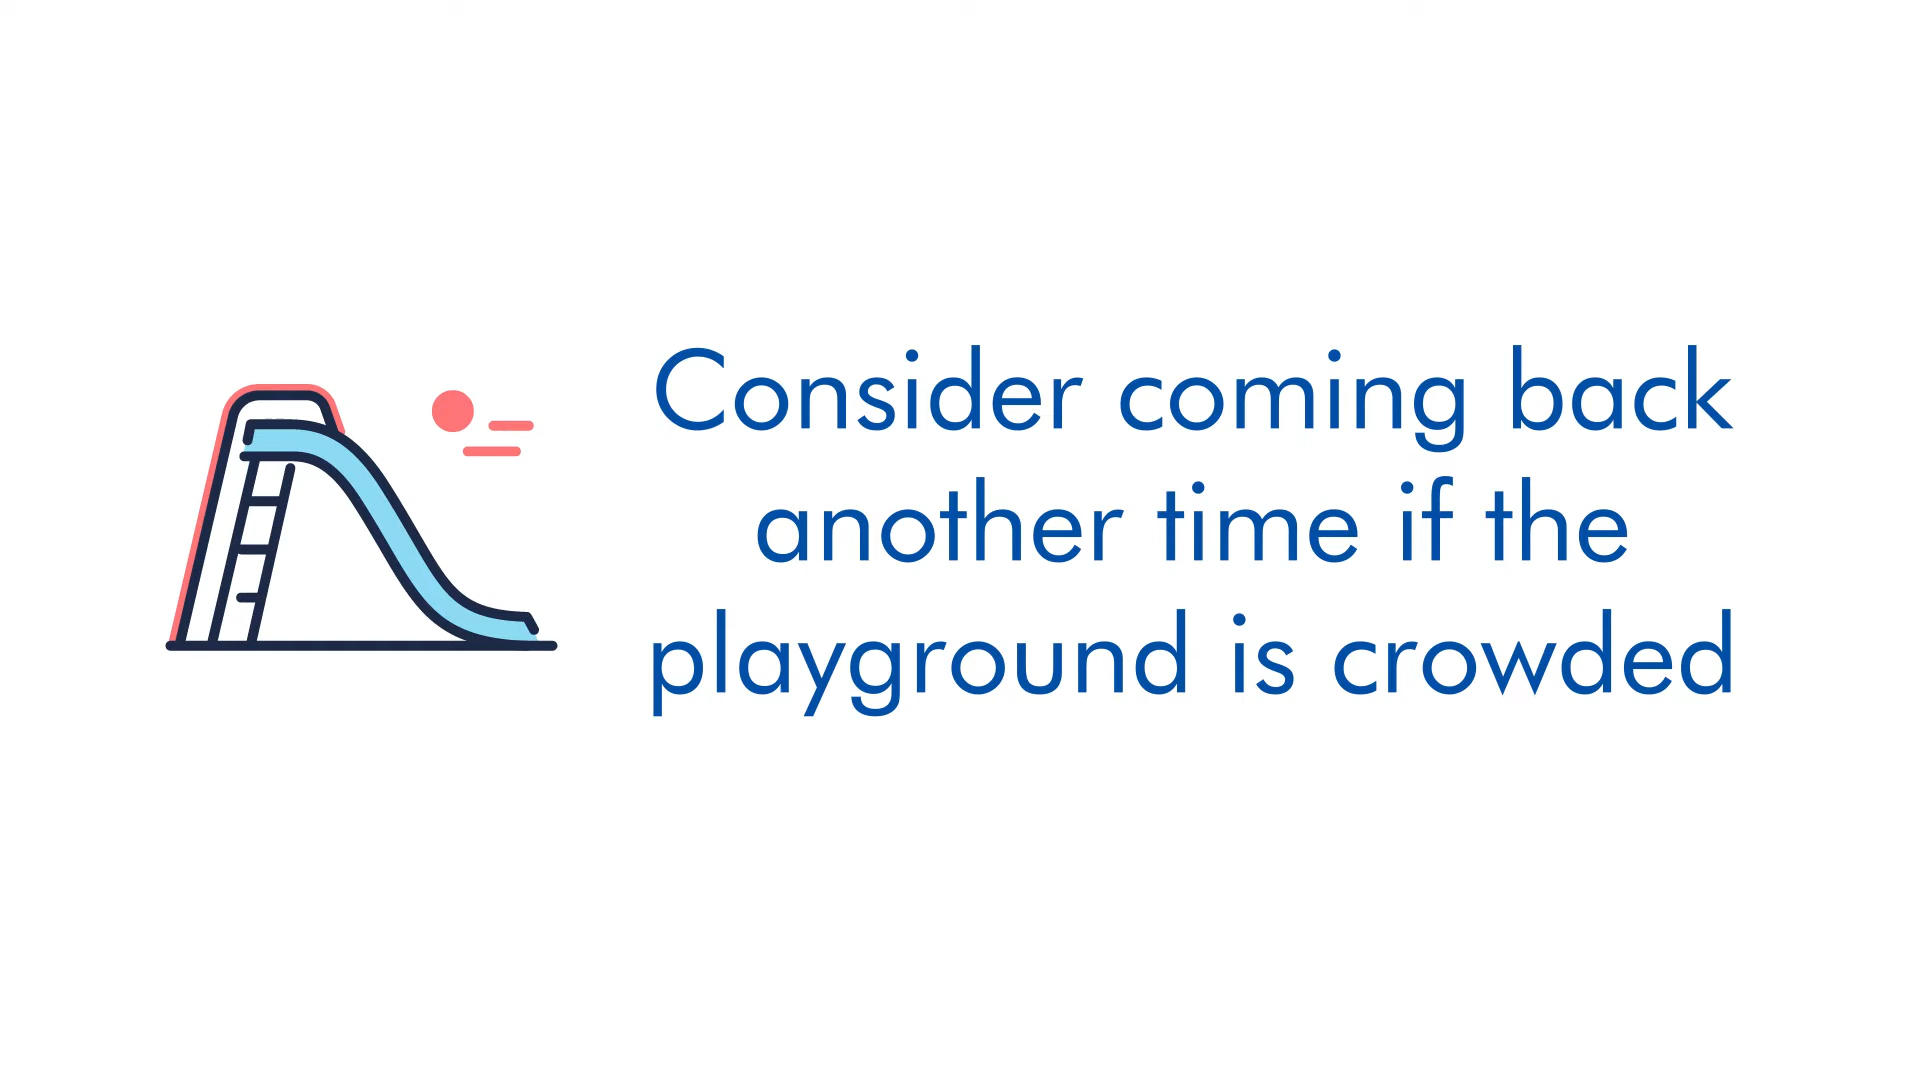 Consider coming back
another time if the
playground is crowded